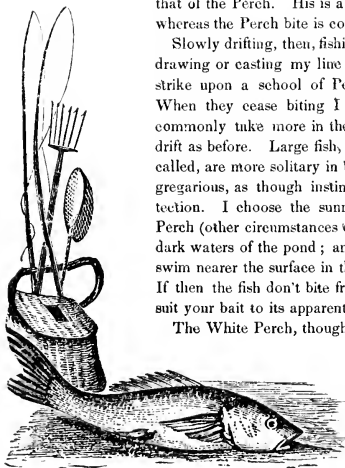 that of the Perch. His is a
whereas the Perch bite is co
Slowly drifting, then, fishi
drawing or casting my line
strike upon a school of Pe
When they cease biting I
commonly take more in the
drift as before. Large fish,
called, are more solitary in
gregarious, as though instin
tection. I choose the sunn
Perch (other circumstances
dark waters of the pond; an
swim nearer the surface in th
If then the fish don't bite fr
suit your bait to its apparent
The White Perch, though